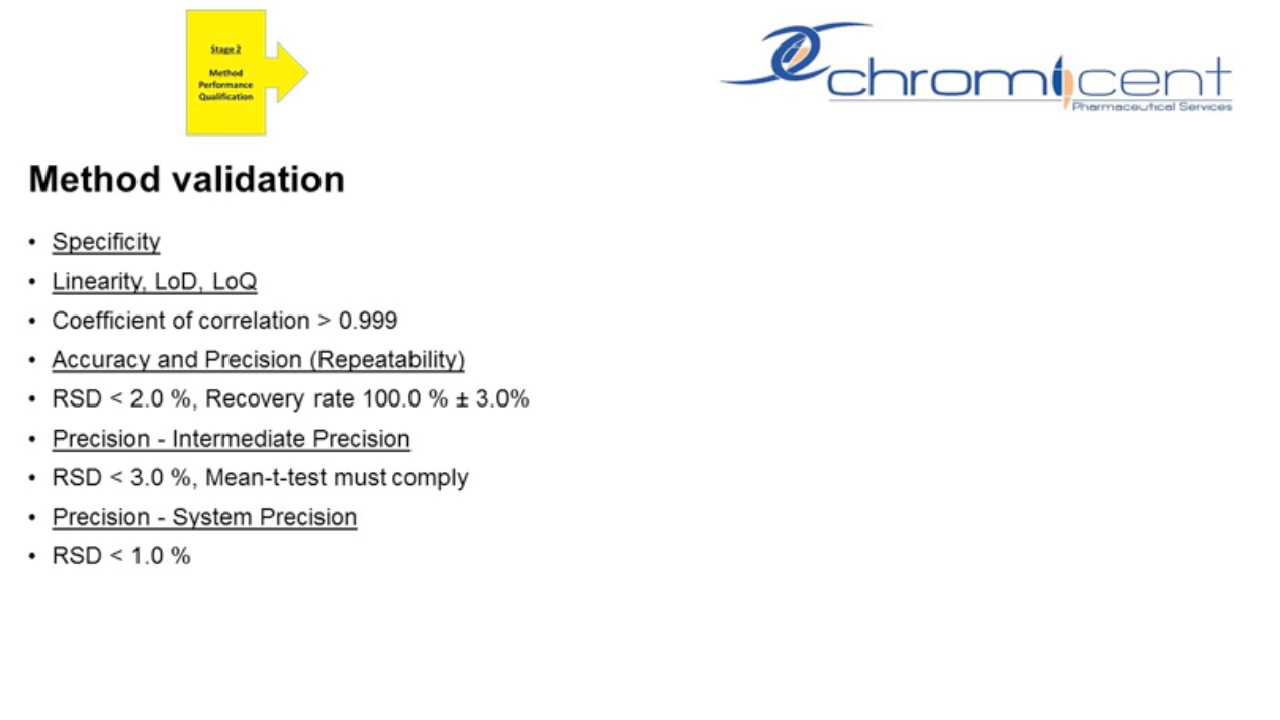 Stage 2
Method
Performance
Qualification
chromicent
Pharmaceutical Services
Method validation
• Specificity
• Linearity, LoD, LoQ
• Coefficient of correlation > 0.999
• Accuracy and Precision (Repeatability)
• RSD < 2.0 %, Recovery rate 100.0 % ± 3.0%
• Precision - Intermediate Precision
• RSD < 3.0 %, Mean-t-test must comply
• Precision - System Precision
• RSD < 1.0 %